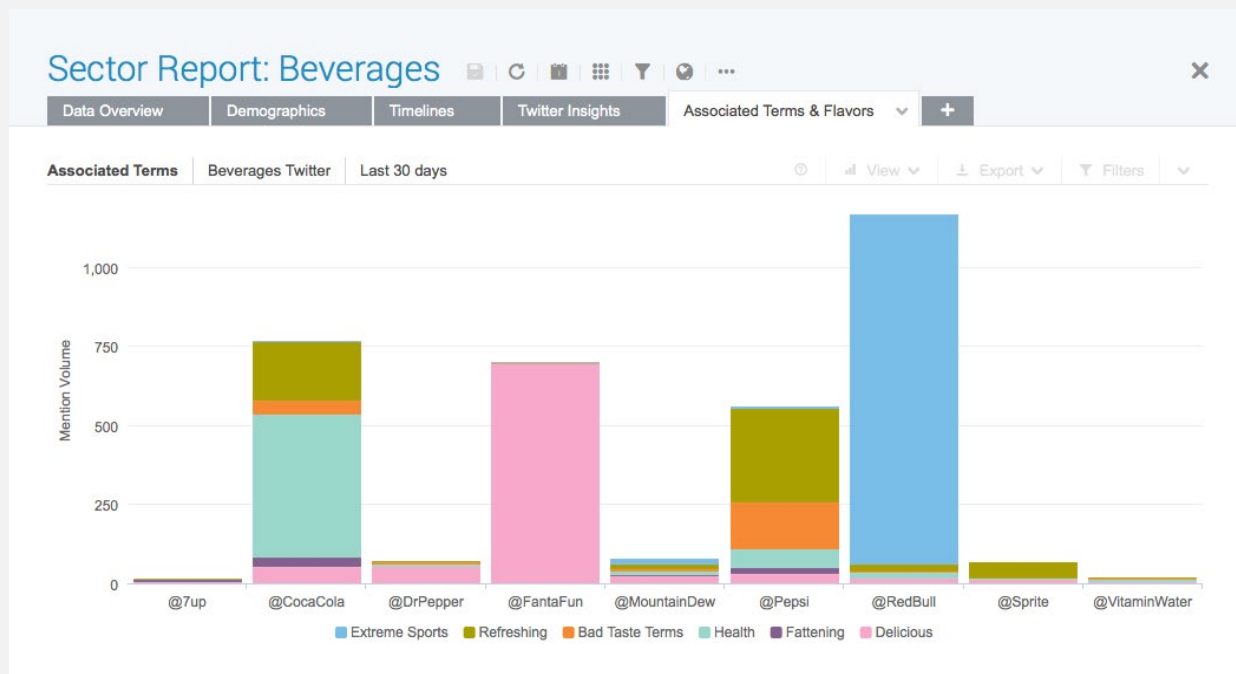 Sector Report: Beverages
Data Overview Demographics Timelines Twitter Insights Associated Terms & Flavors
Associated Terms Beverages Twitter Last 30 days View Export Filters
1,000
750
500
250
0
Mention Volume
@7up @CocaCola @DrPepper @FantaFun @MountainDew @Pepsi @RedBull @Sprite @VitaminWater
Extreme Sports Refreshing Bad Taste Terms Health Fattening Delicious